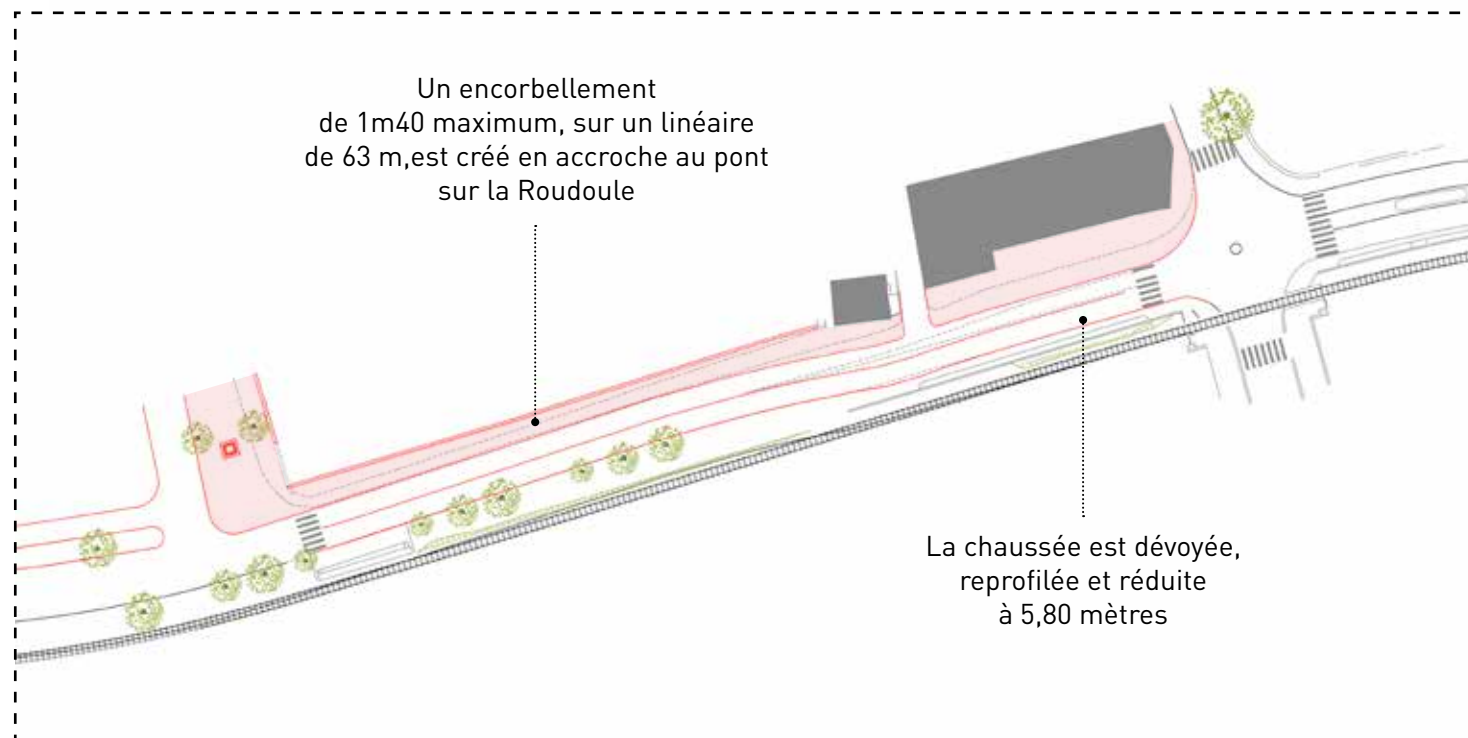 Un encorbellement
de 1m40 maximum, sur un linéaire
de 63 m,est créé en accroche au pont
sur la Roudoule
La chaussée est dévoyée,
reprofilée et réduite
à 5,80 mètres